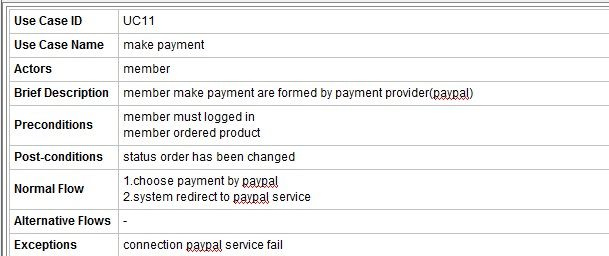 Use Case ID UC11
Use Case Name make payment
Actors member
Brief Description member make payment are formed by payment provider(paypal)
Preconditions member must logged in
member ordered product
Post-conditions status order has been changed
Normal Flow 1.choose payment by paypal
2.system redirect to paypal service
Alternative Flows -
Exceptions connection paypal service fail